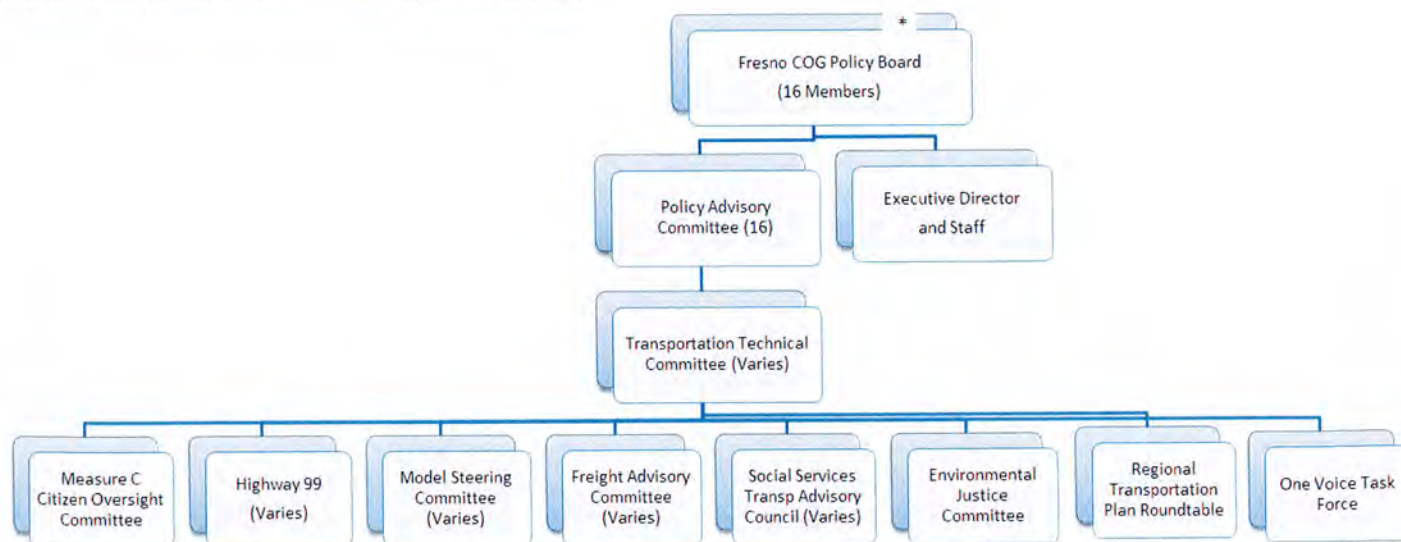 *
Fresno COG Policy Board
(16 Members)
Policy Advisory
Committee (16)
Executive Director
and Staff
Transportation Technical
Committee (Varies)
Measure C
Citizen Oversight
Committee
Highway 99
(Varies)
Model Steering
Committee
(Varies)
Freight Advisory
Committee
(Varies)
Social Services
Transp Advisory
Council (Varies)
Environmental
Justice
Committee
Regional
Transportation
Plan Roundtable
One Voice Task
Force